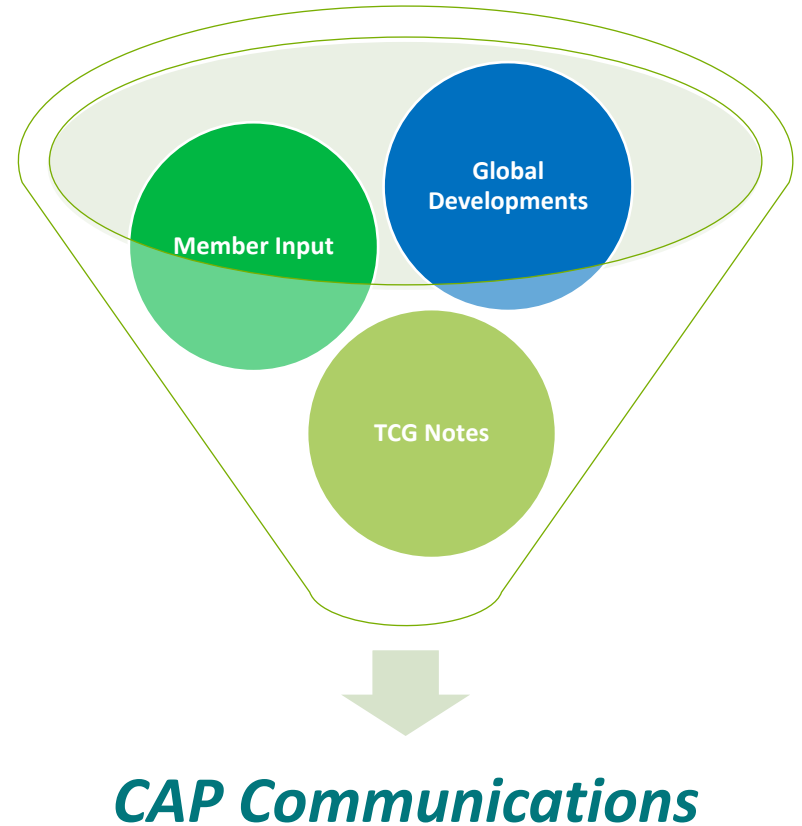 Global
Developments
Member Input
TCG Notes
CAP Communications